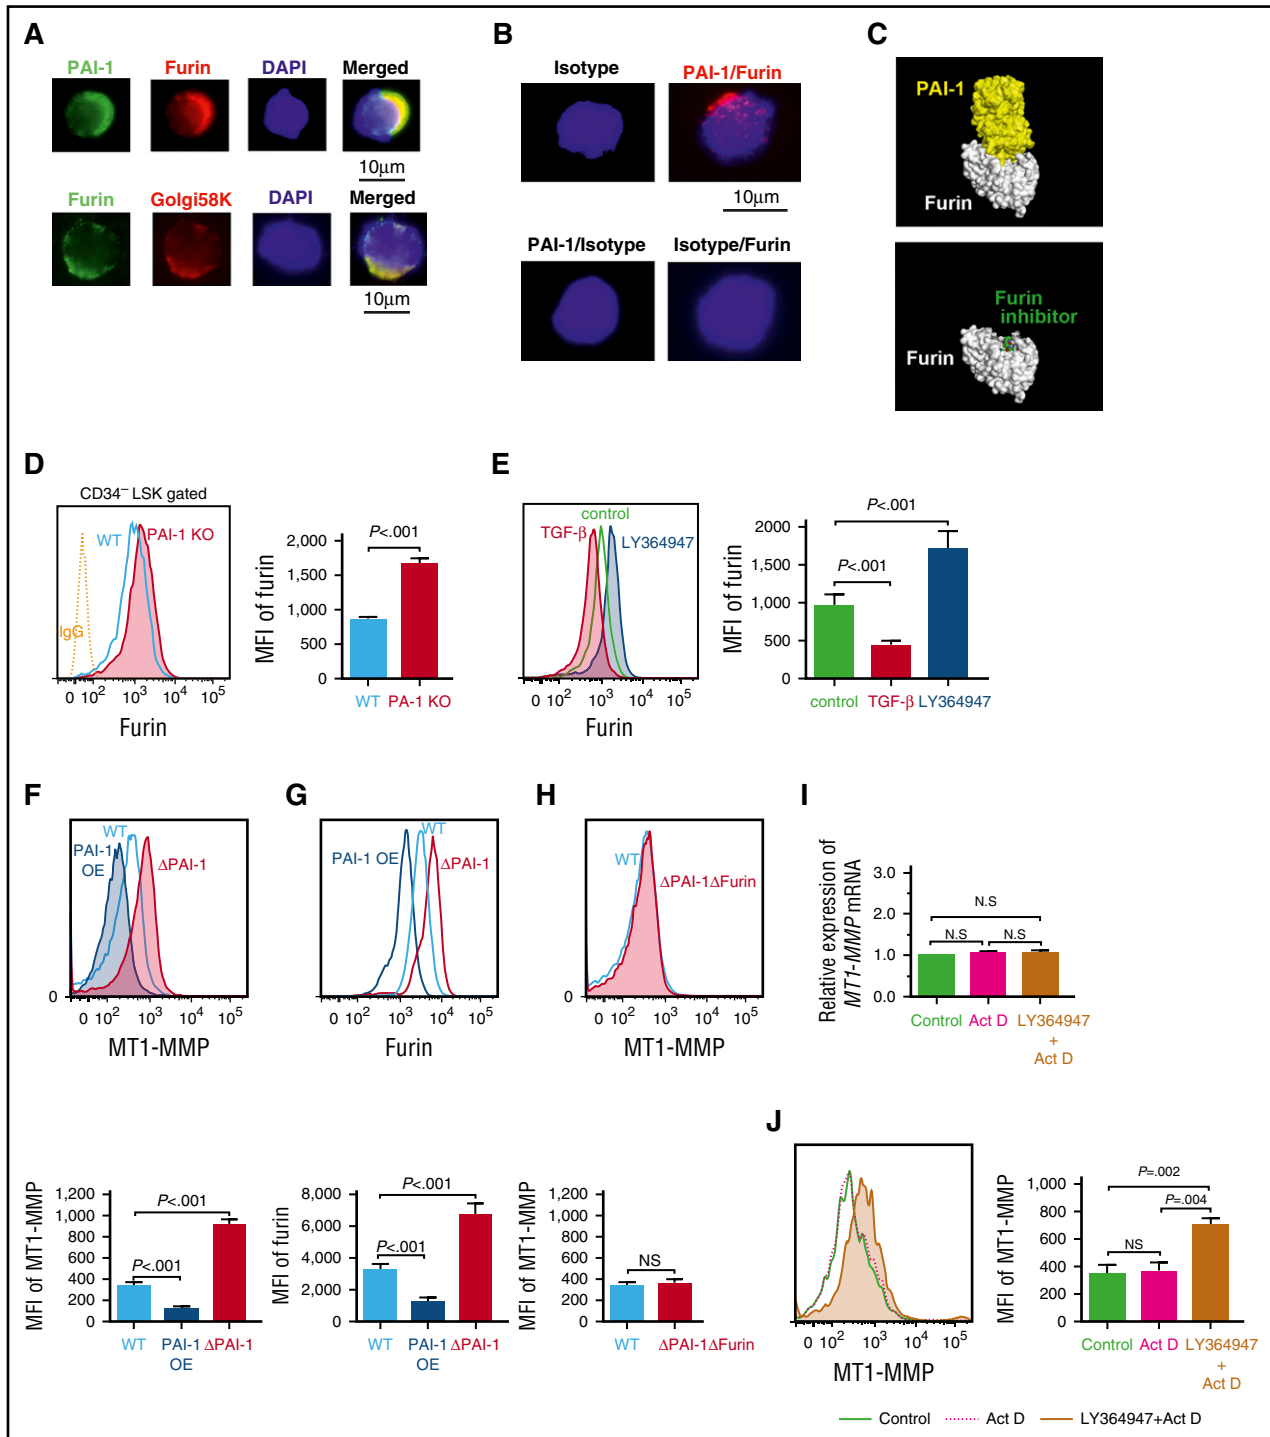 A
PAI-1 Furin DAPI Merged
10µm
Furin Golgi58K DAPI Merged
10µm
B
Isotype PAI-1/Furin
10µm
PAI-1/Isotype Isotype/Furin
C
PAI-1
Furin
Furin
inhibitor
Furin
D
CD34– LSK gated
WT PAI-1 KO
IgG
0 10² 10³ 10⁴ 10⁵
Furin
MFI of furin
2,000
1,500
1,000
500
0
P<.001
WT PA-1 KO
E
control
TGF-β LY364947
0 10² 10³ 10⁴ 10⁵
Furin
MFI of furin
2000
1500
1,000
500
0
P<.001
P<.001
control TGF-β LY364947
F
WT
PAI-1
OE
ΔPAI-1
0
0 10² 10³ 10⁴ 10⁵
MT1-MMP
MFI of MT1-MMP
1,200
1,000
800
600
400
200
0
P<.001
P<.001
WT PAI-1 ΔPAI-1
OE
G
WT
PAI-1 OE ΔPAI-1
0 10² 10³ 10⁴ 10⁵
Furin
MFI of furin
8,000
6,000
4,000
2,000
0
P<.001
P<.001
WT PAI-1 ΔPAI-1
OE
H
WT
ΔPAI-1ΔFurin
0
0 10² 10³ 10⁴ 10⁵
MT1-MMP
MFI of MT1-MMP
1,200
1,000
800
600
400
200
0
NS
WT ΔPAI-1ΔFurin
I
Relative expression of
MT1-MMP mRNA
3.0
2.0
1.0
0.0
N.S
N.S N.S
Control Act D LY364947
+
Act D
J
0 10² 10³ 10⁴ 10⁵
MT1-MMP
MFI of MT1-MMP
1,000
800
600
400
200
0
P=.002
P=.004
NS
Control Act D LY364947
+
Act D
Control Act D LY364947+Act D